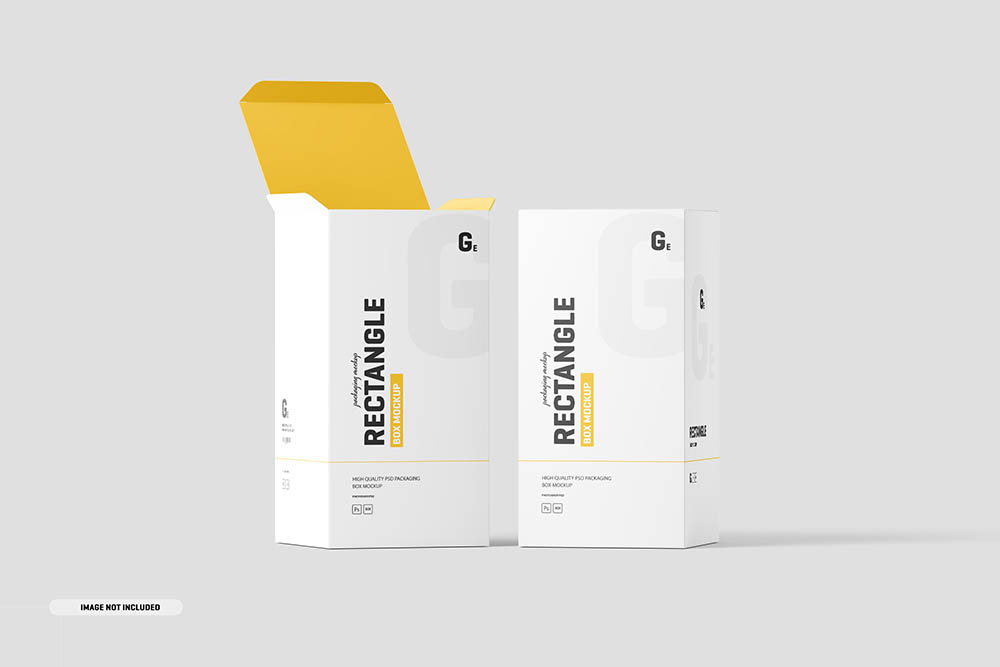 GE
packaging mockup
RECTANGLE
BOX MOCKUP
HIGH QUALITY PSD PACKAGING
BOX MOCKUP
Ps
G
GE
packaging mockup
RECTANGLE
BOX MOCKUP
HIGH QUALITY PSD PACKAGING
BOX MOCKUP
Ps
GE
G
RECTANGLE
IMAGE NOT INCLUDED